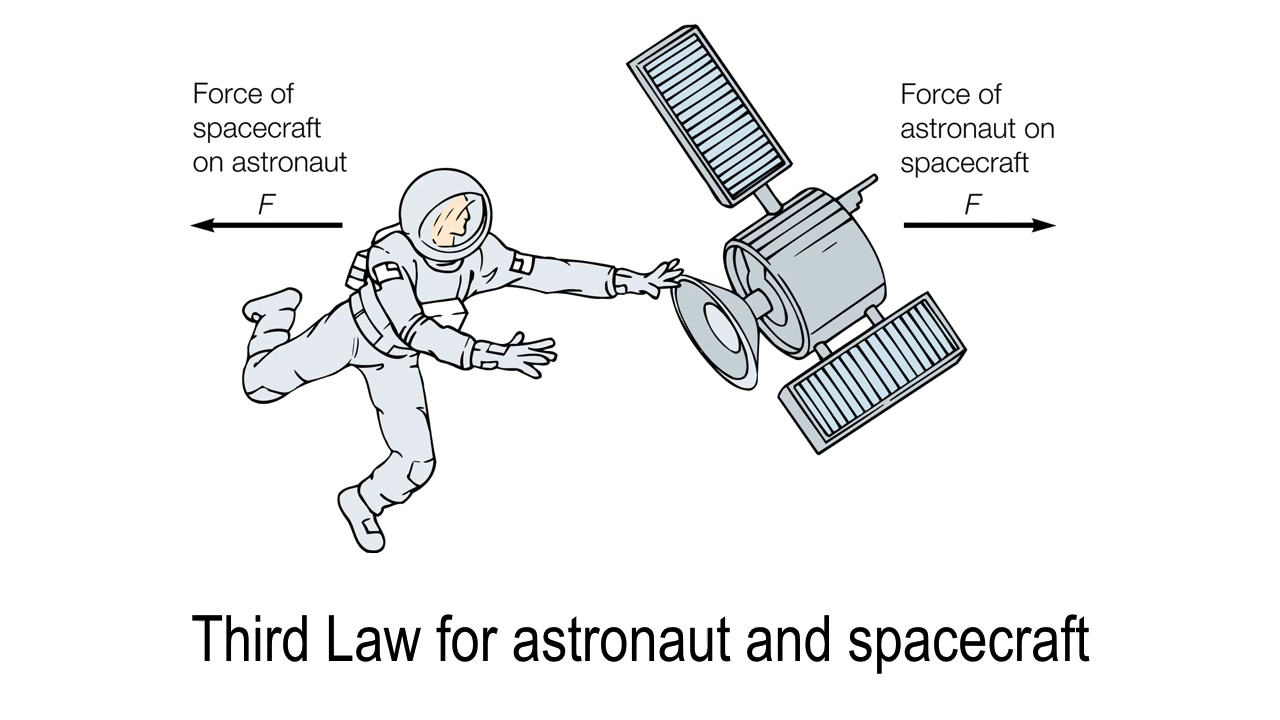 Force of
spacecraft
on astronaut
F
Force of
astronaut on
spacecraft
F
Third Law for astronaut and spacecraft